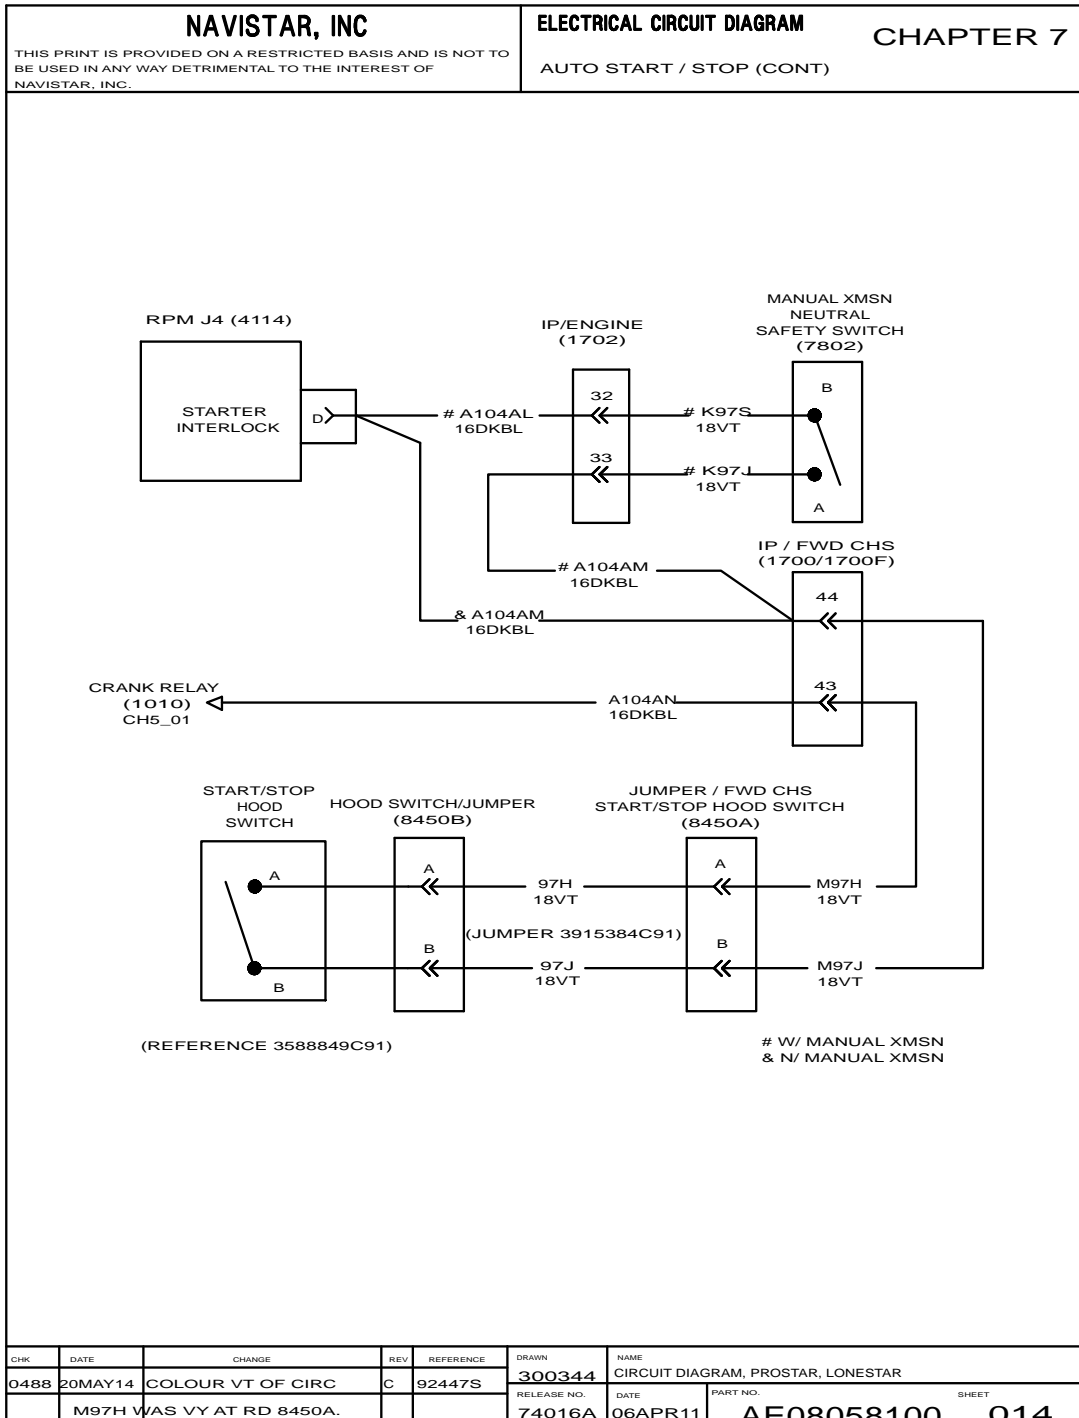 NAVISTAR, INC
THIS PRINT IS PROVIDED ON A RESTRICTED BASIS AND IS NOT TO
BE USED IN ANY WAY DETRIMENTAL TO THE INTEREST OF
NAVISTAR, INC.
ELECTRICAL CIRCUIT DIAGRAM
AUTO START / STOP (CONT)
CHAPTER 7
RPM J4 (4114)
STARTER
INTERLOCK
D
# A104AL
16DKBL
IP/ENGINE
(1702)
32
33
# K97S
18VT
# K97J
18VT
MANUAL XMSN
NEUTRAL
SAFETY SWITCH
(7802)
B
A
# A104AM
16DKBL
& A104AM
16DKBL
IP / FWD CHS
(1700/1700F)
44
43
CRANK RELAY
(1010)
CH5_01
A104AN
16DKBL
START/STOP
HOOD
SWITCH
A
B
HOOD SWITCH/JUMPER
(8450B)
A
B
97H
18VT
(JUMPER 3915384C91)
97J
18VT
JUMPER / FWD CHS
START/STOP HOOD SWITCH
(8450A)
A
B
M97H
18VT
M97J
18VT
(REFERENCE 3588849C91)
# W/ MANUAL XMSN
& N/ MANUAL XMSN
CHK DATE CHANGE REV REFERENCE
0488 20MAY14 COLOUR VT OF CIRC C 92447S
M97H WAS VY AT RD 8450A.
DRAWN
300344
NAME
CIRCUIT DIAGRAM, PROSTAR, LONESTAR
RELEASE NO.
74016A
DATE
06APR11
PART NO.
AE08058100
SHEET
014